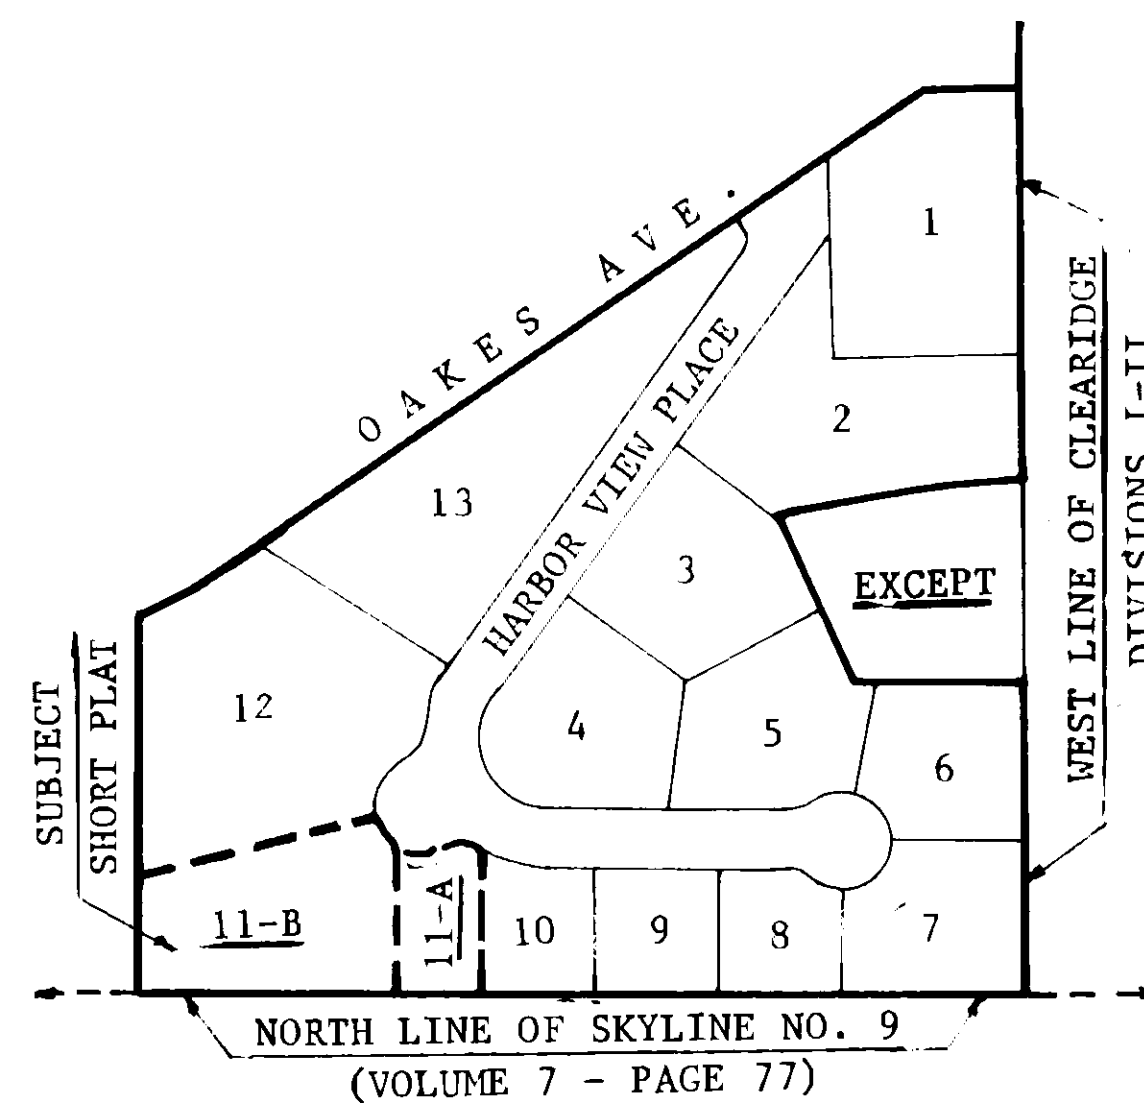 OAKES AVE.
1
HARBOR VIEW PLACE
2
13
3
EXCEPT
WEST LINE OF CLEARIDGE
DIVISIONS I-II
12
4
5
6
SUBJECT
SHORT PLAT
11-B
11-A
10
9
8
7
NORTH LINE OF SKYLINE NO. 9
(VOLUME 7 - PAGE 77)